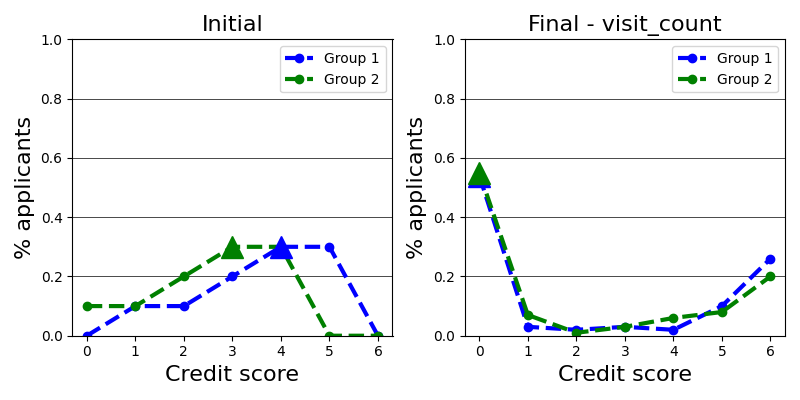 Initial
Final - visit_count
% applicants
1.0
0.8
0.6
0.4
0.2
0.0
Group 1
Group 2
0 1 2 3 4 5 6
Credit score
% applicants
1.0
0.8
0.6
0.4
0.2
0.0
Group 1
Group 2
0 1 2 3 4 5 6
Credit score